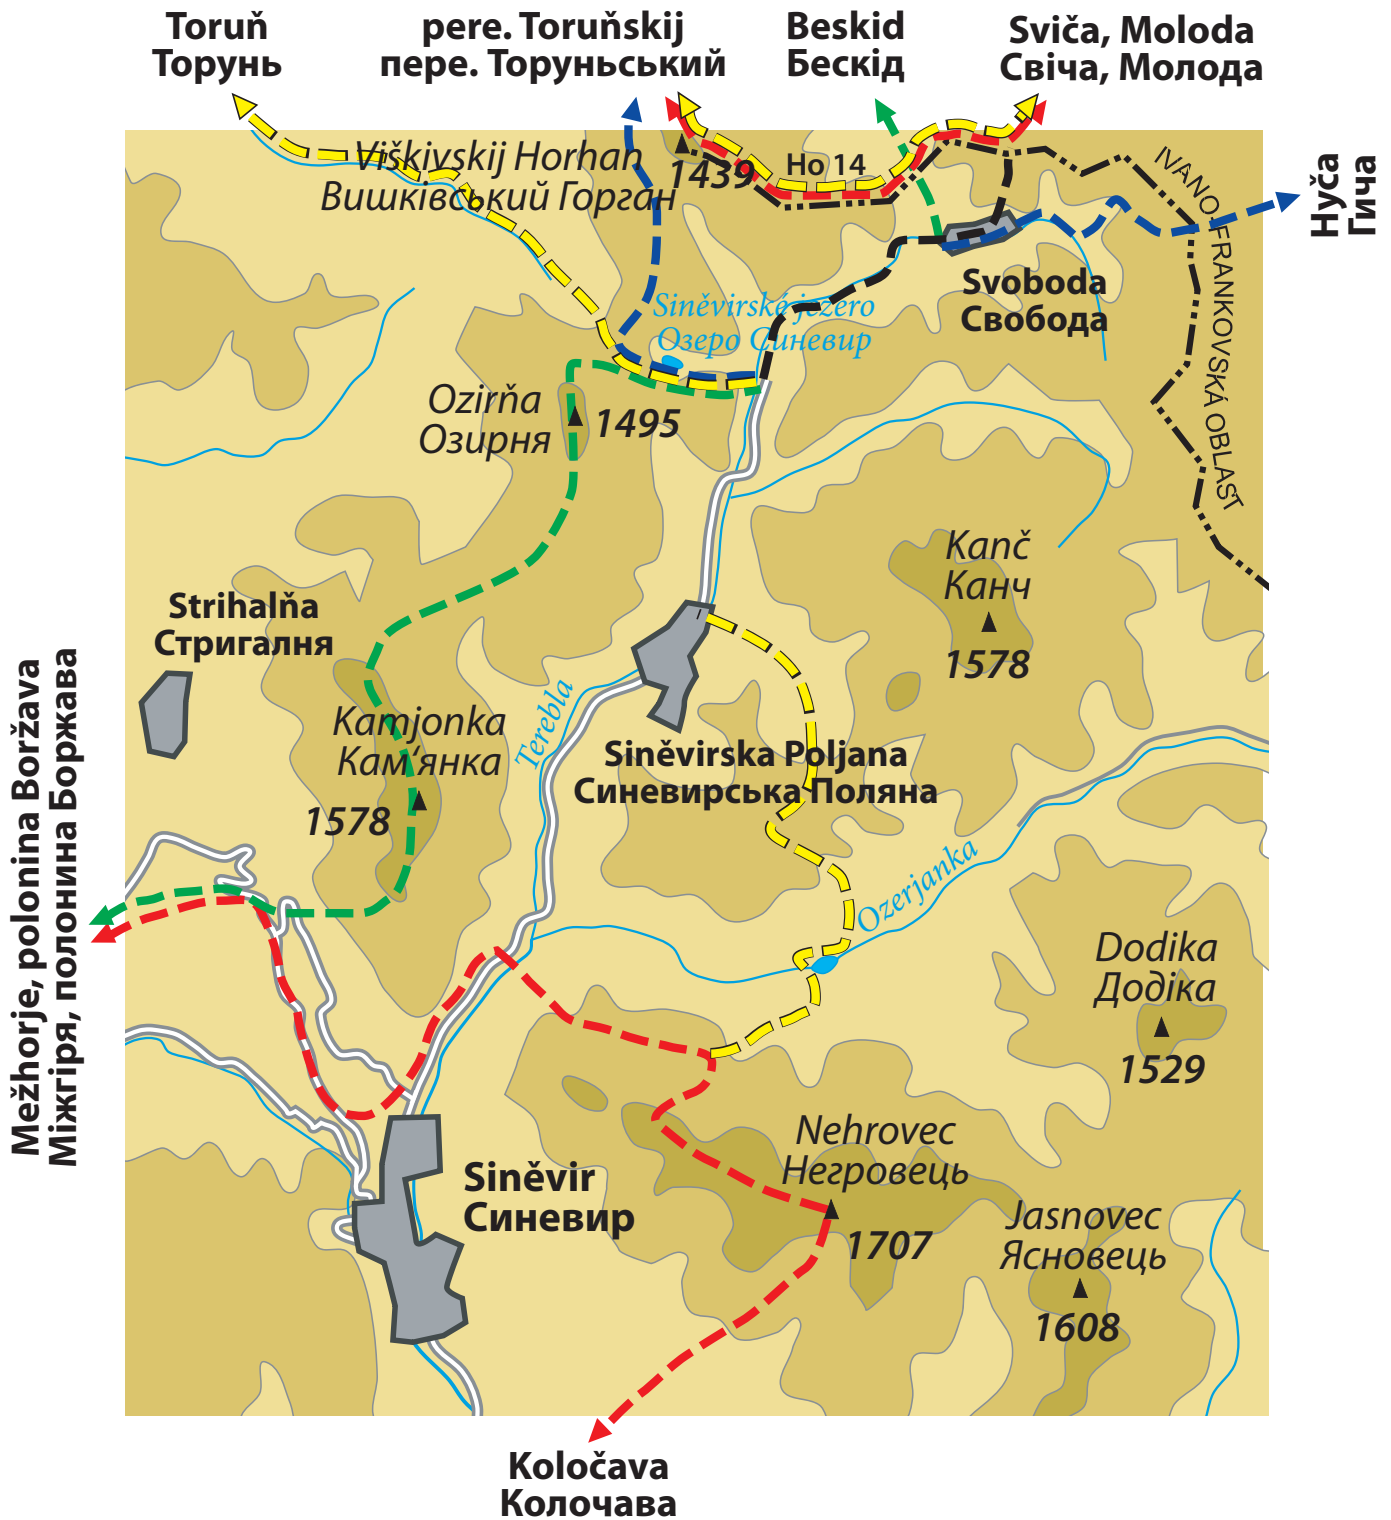 Toruň
Торунь
pere. Toruňskij
пере. Торуньський
Beskid
Бескід
Sviča, Moloda
Свіча, Молода
Viškivskij Horhan
Вишківський Горган
1439
Ho 14
IVANO-FRANKOVSKÁ OBLAST
Hyča
Гича
Svoboda
Свобода
Siněvirské jezero
Озеро Синевир
Ozirňa
Озирня
1495
Kanč
Канч
1578
Strihalňa
Стригалня
Kamjonka
Кам‘янка
1578
Terebla
Siněvirska Poljana
Синевирська Поляна
Mežhorje, polonina Boržava
Міжгіря, полонина Боржава
Ozerjanka
Dodika
Додіка
1529
Nehrovec
Негровець
1707
Siněvir
Синевир
Jasnovec
Ясновець
1608
Koločava
Колочава